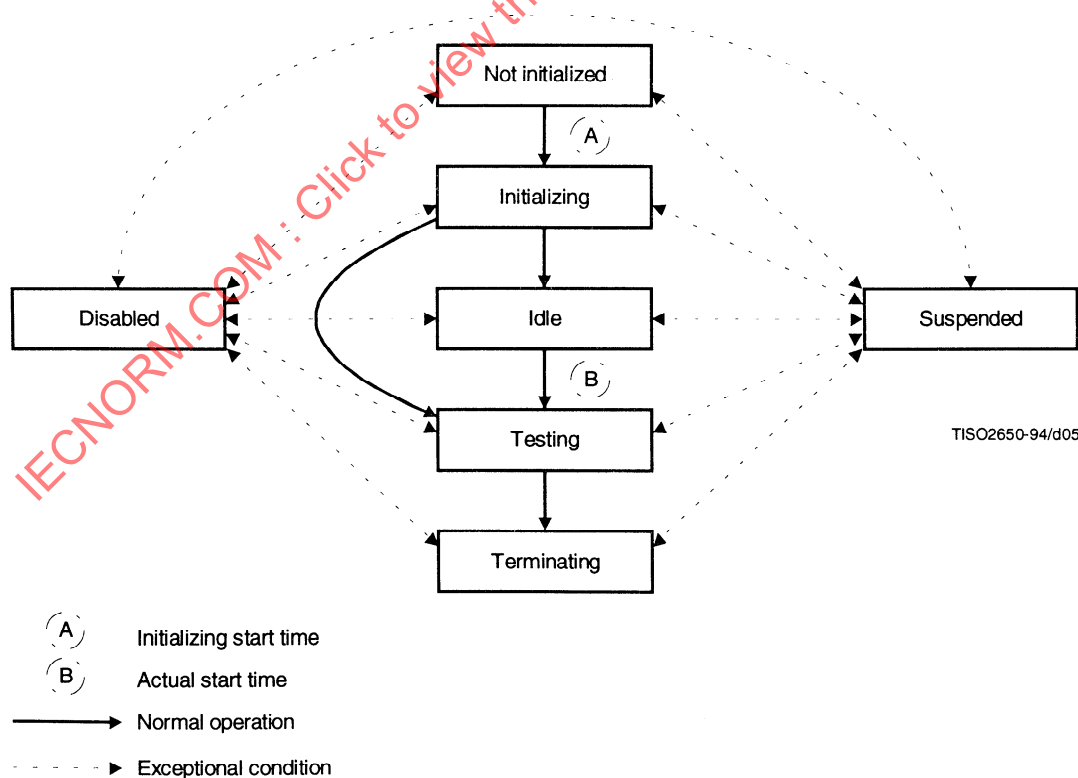 Not initialized
A
Initializing
Disabled
Idle
Suspended
B
Testing
TISO2650-94/d05
Terminating
A Initializing start time
B Actual start time
Normal operation
Exceptional condition
IECNORM.COM : Click to view th